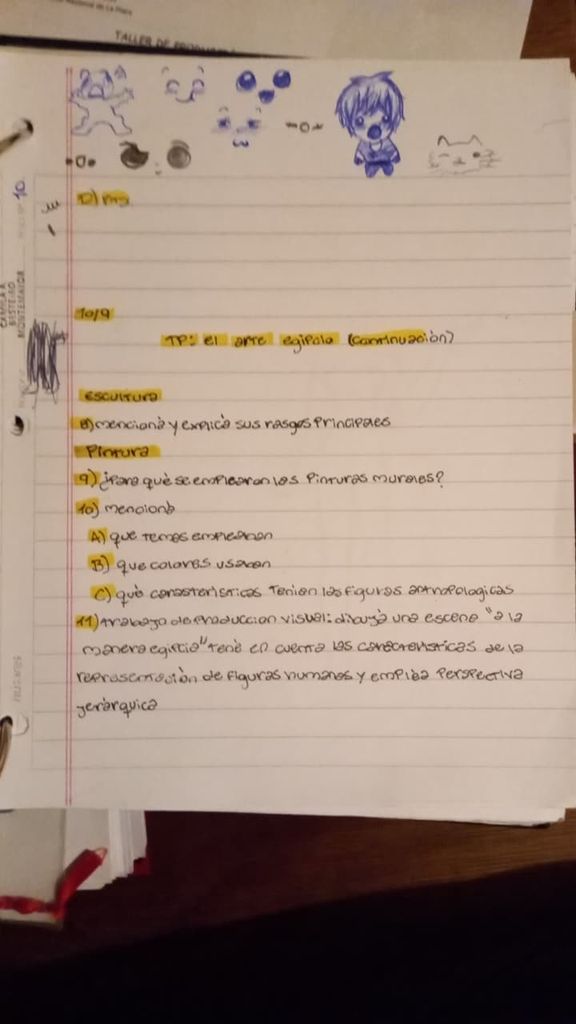 TALLER DE
10
D)
10/9
TP: el arte egipcio (continuación)
escultura
8) mencioná y explicá sus rasgos principales
Pintura
9) ¿Para qué se emplearon las pinturas murales?
10) mencioná
A) que temas empleaban
B) que colores usaban
C) qué características tenían las figuras antropologicas
11) trabajo de producción visual: dibujá una escena "a la
manera egipcia" tené en cuenta las características de la
representación de figuras humanas y empleá perspectiva
jerárquica